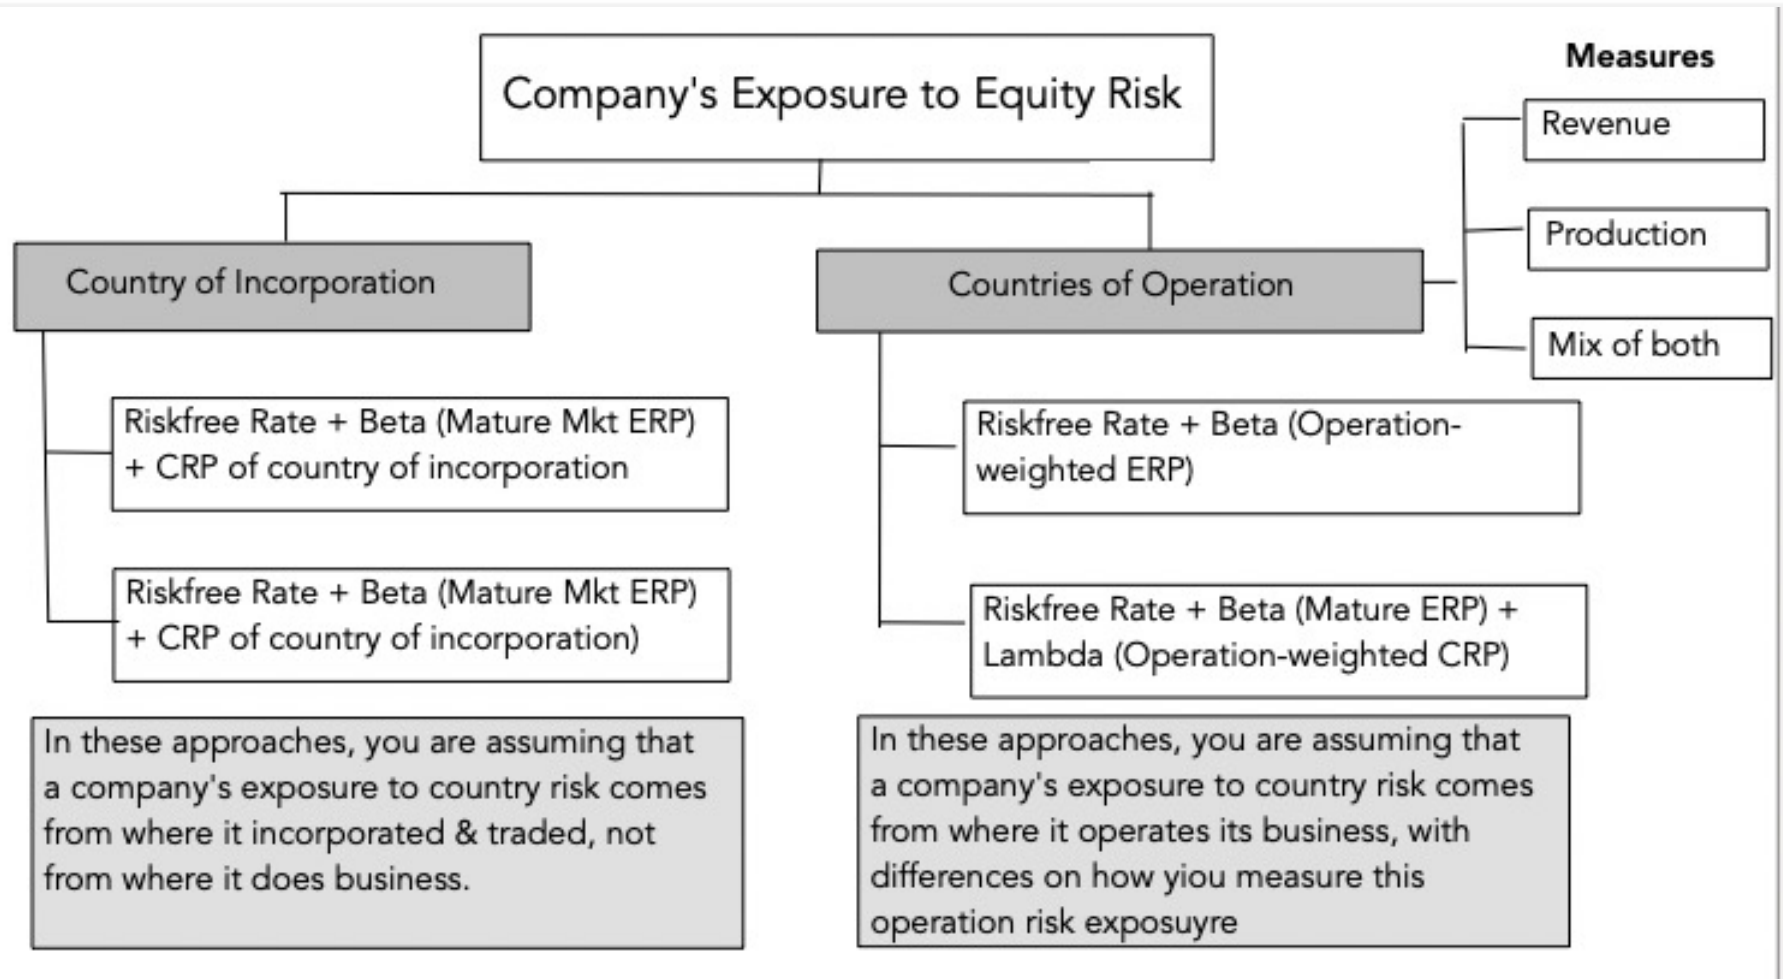 Company's Exposure to Equity Risk
Measures
Revenue
Production
Mix of both
Country of Incorporation
Riskfree Rate + Beta (Mature Mkt ERP)
+ CRP of country of incorporation
Riskfree Rate + Beta (Mature Mkt ERP)
+ CRP of country of incorporation)
In these approaches, you are assuming that
a company's exposure to country risk comes
from where it incorporated & traded, not
from where it does business.
Countries of Operation
Riskfree Rate + Beta (Operation-
weighted ERP)
Riskfree Rate + Beta (Mature ERP) +
Lambda (Operation-weighted CRP)
In these approaches, you are assuming that
a company's exposure to country risk comes
from where it operates its business, with
differences on how yiou measure this
operation risk exposuyre